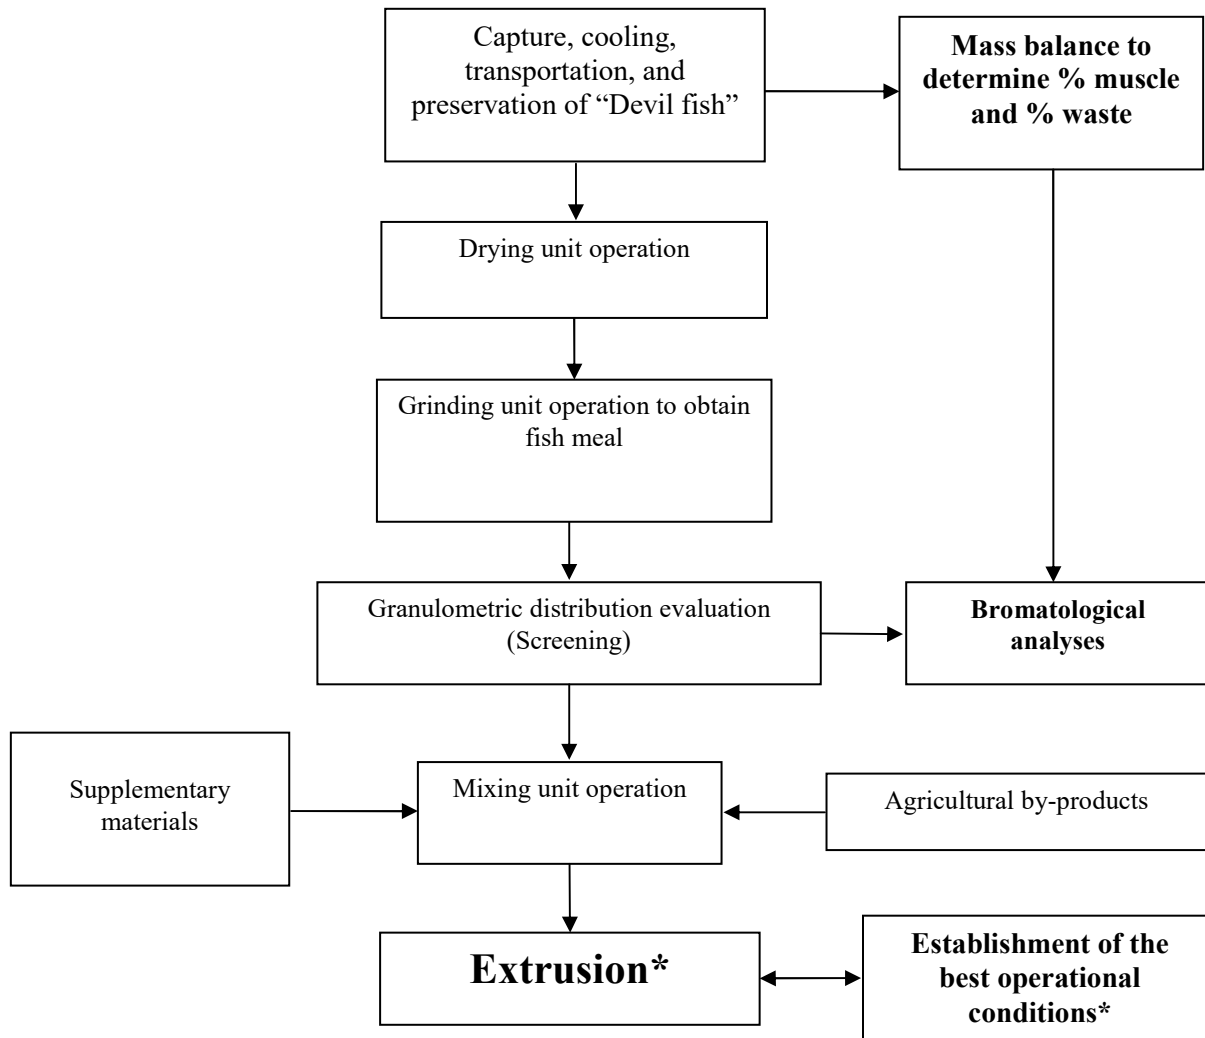 Capture, cooling,
transportation, and
preservation of “Devil fish”
Mass balance to
determine % muscle
and % waste
Drying unit operation
Grinding unit operation to obtain
fish meal
Granulometric distribution evaluation
(Screening)
Bromatological
analyses
Supplementary
materials
Mixing unit operation
Agricultural by-products
Extrusion*
Establishment of the
best operational
conditions*